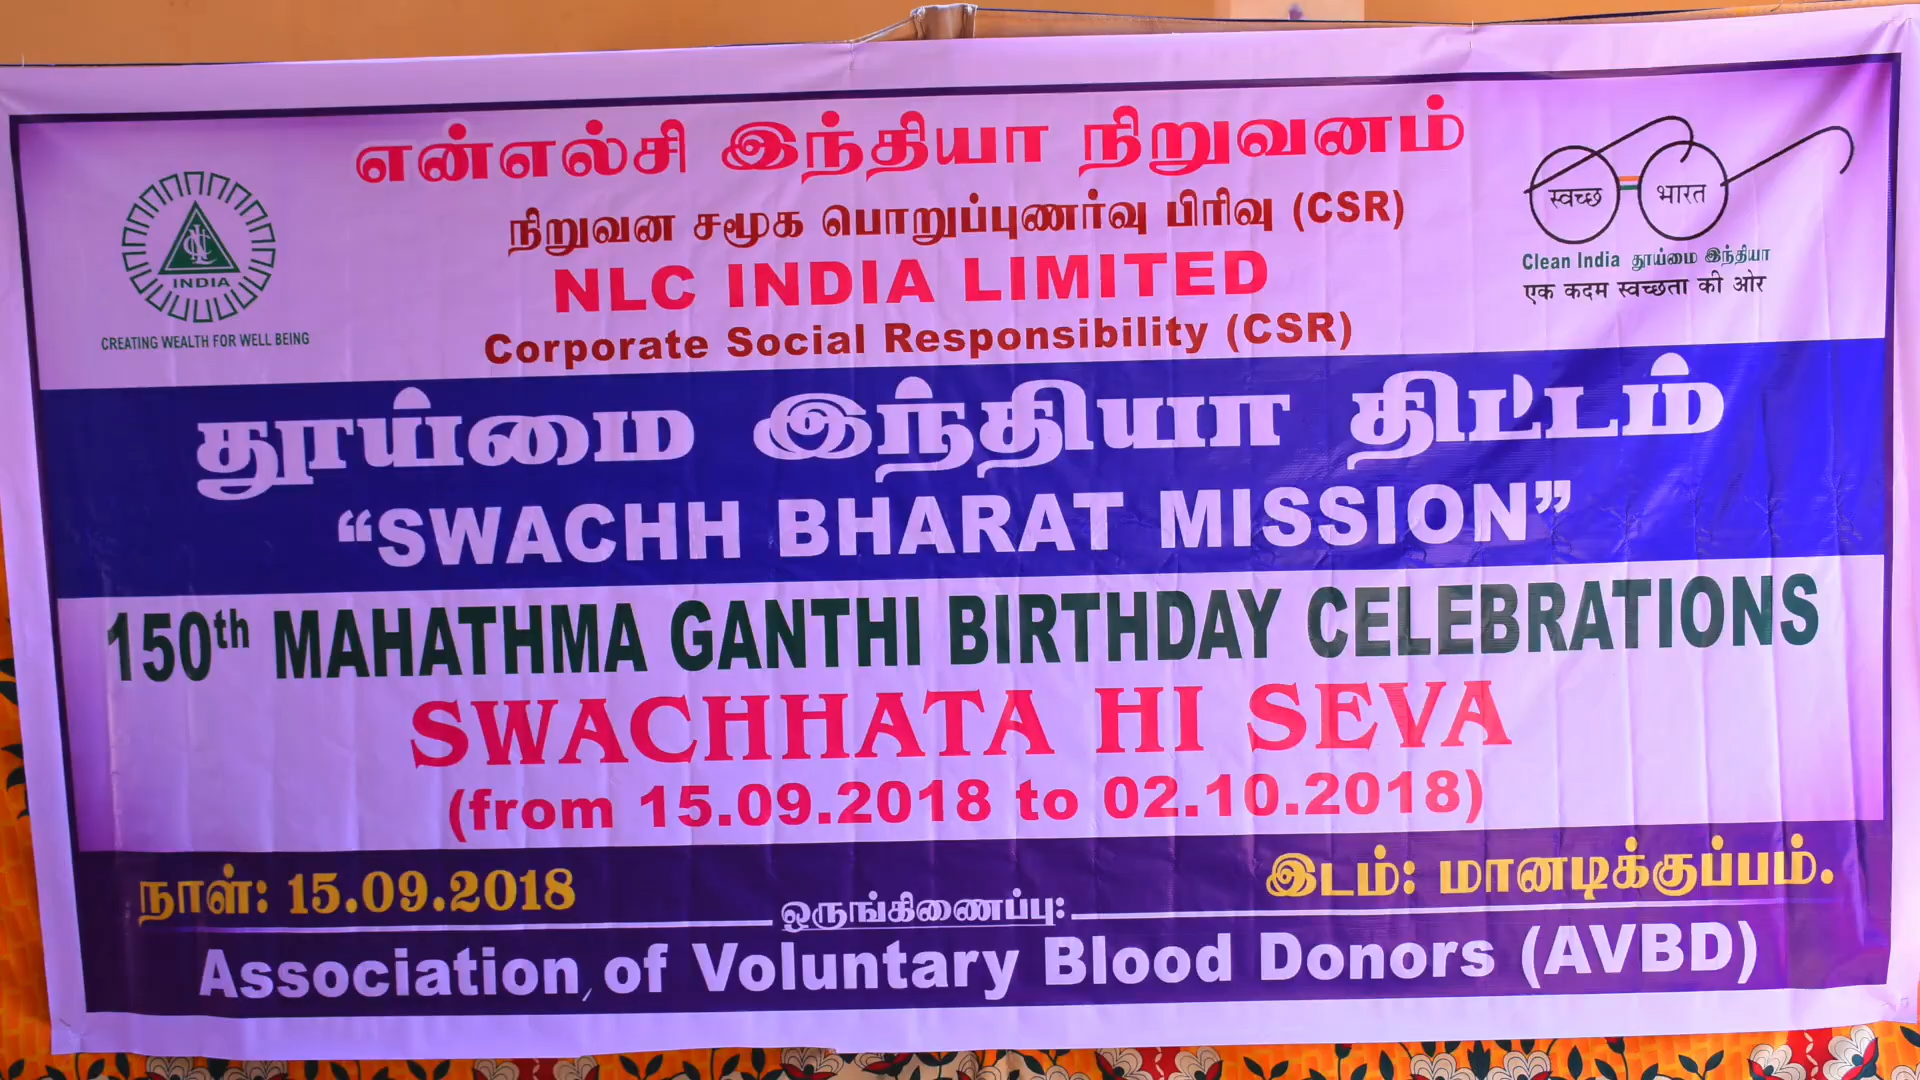 என்எல்சி இந்தியா நிறுவனம்
நிறுவன சமூக பொறுப்புணர்வு பிரிவு (CSR)
NLC INDIA LIMITED
Corporate Social Responsibility (CSR)
NLC
INDIA
CREATING WEALTH FOR WELL BEING
स्वच्छ भारत
Clean India தூய்மை இந்தியா
एक कदम स्वच्छता की ओर
தூய்மை இந்தியா திட்டம்
“SWACHH BHARAT MISSION”
150th MAHATHMA GANTHI BIRTHDAY CELEBRATIONS
SWACHHATA HI SEVA
(from 15.09.2018 to 02.10.2018)
நாள்: 15.09.2018
இடம்: மானடிக்குப்பம்.
ஒருங்கிணைப்பு:
Association, of Voluntary Blood Donors (AVBD)